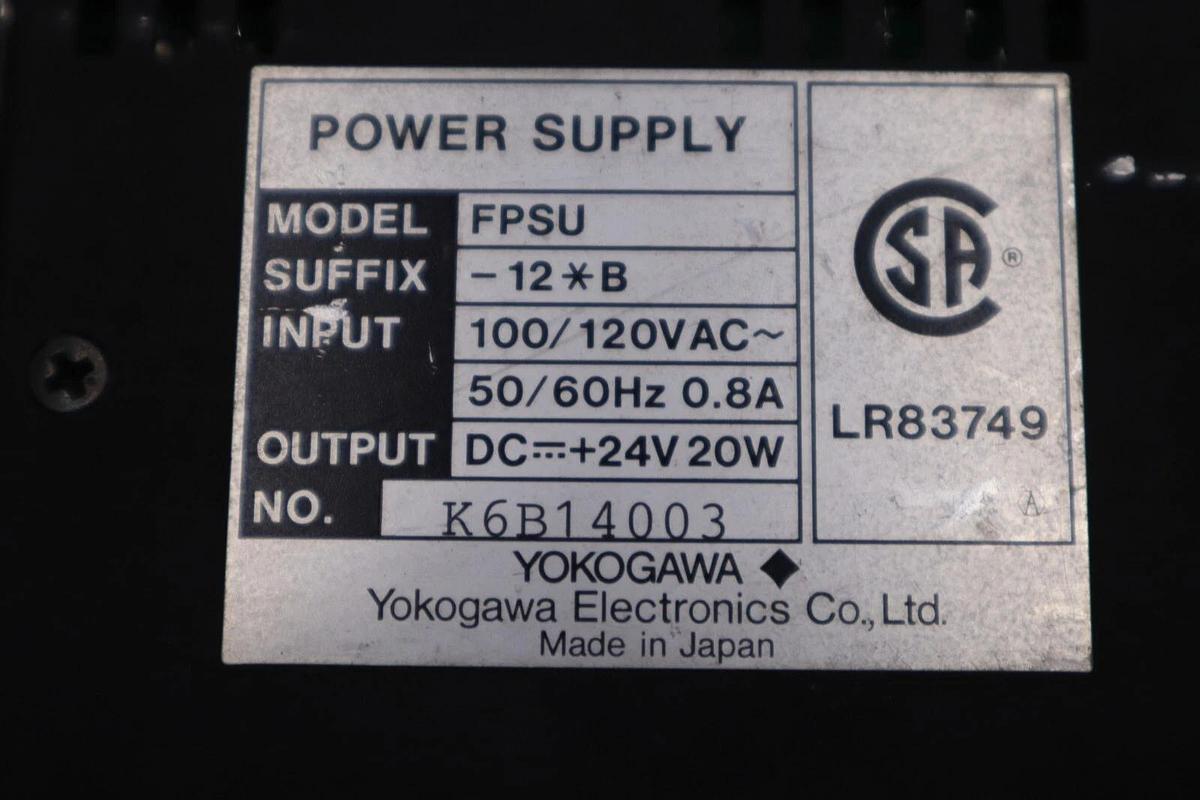 POWER SUPPLY
MODEL FPSU
SUFFIX -12*B
INPUT 100/120VAC~
50/60Hz 0.8A
OUTPUT DC⎓+24V 20W
NO. K6B14003
CSA®
LR83749
A
YOKOGAWA ◆
Yokogawa Electronics Co.,Ltd.
Made in Japan